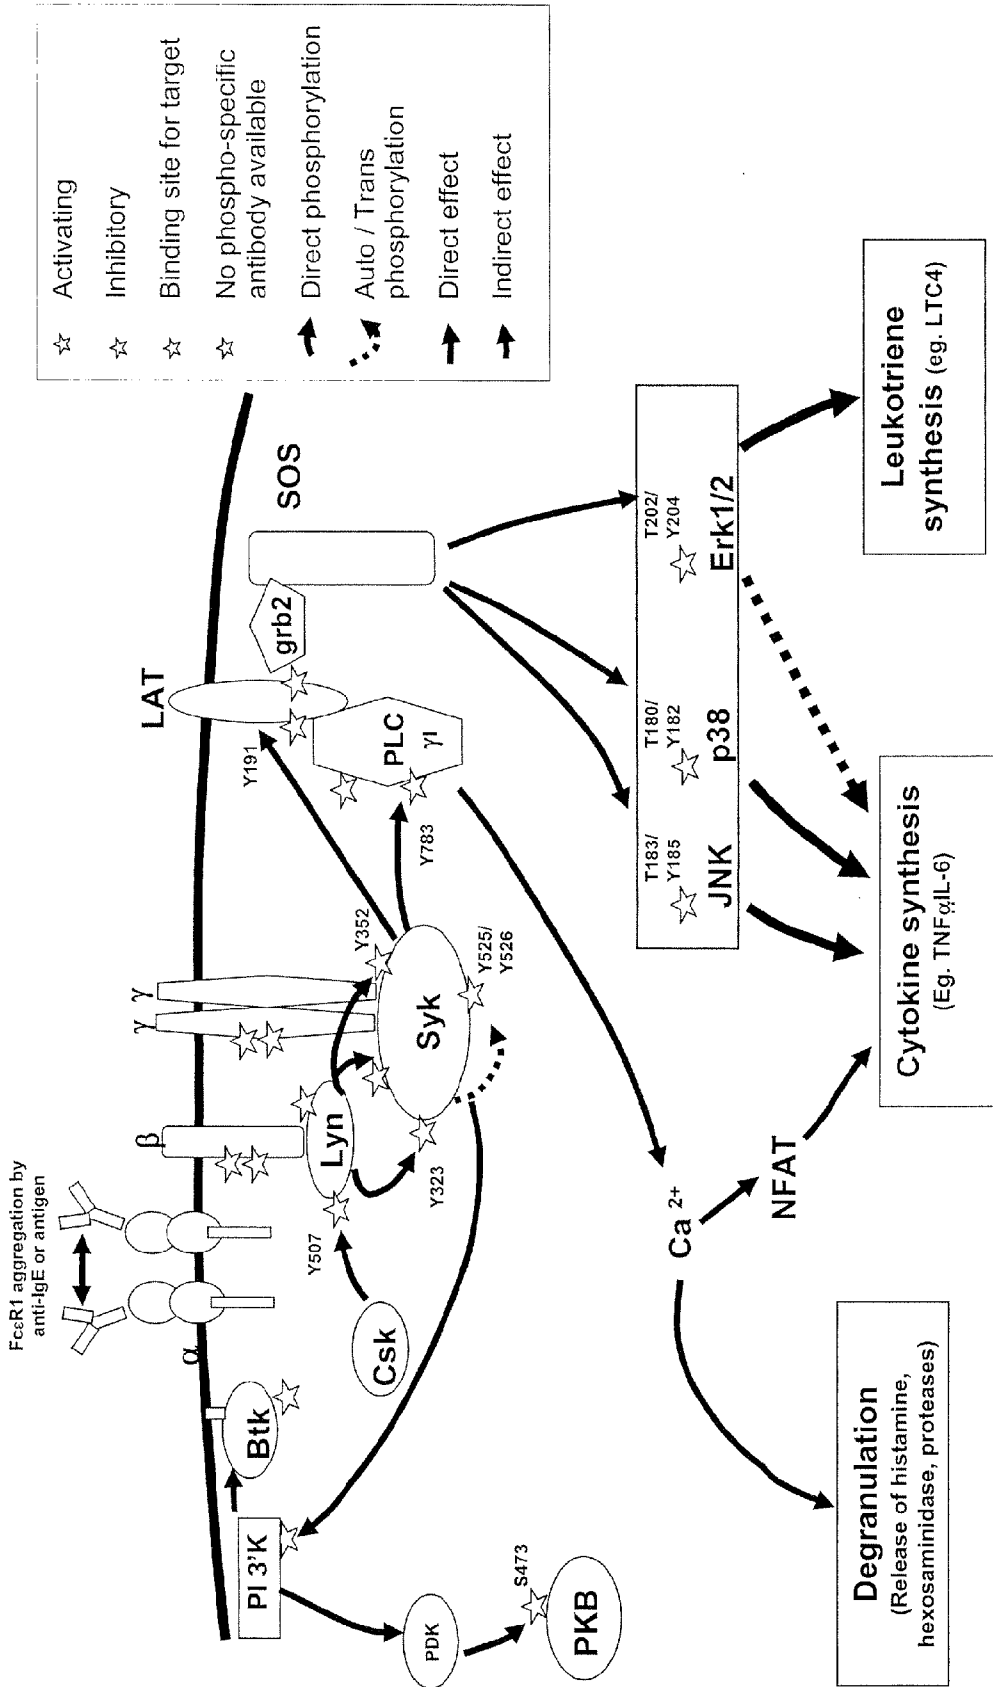 FcεR1 aggregation by
anti-IgE or antigen
α
β
γ
γ
LAT
SOS
grb2
PI 3'K
Btk
Csk
Lyn
Syk
PLC
γI
PDK
PKB
S473
Y507
Y323
Y352
Y525/
Y526
Y191
Y783
T183/
Y185
JNK
T180/
Y182
p38
T202/
Y204
Erk1/2
Ca 2+
NFAT
Degranulation
(Release of histamine,
hexosaminidase, proteases)
Cytokine synthesis
(Eg. TNFαIL-6)
Leukotriene
synthesis (eg. LTC4)
Activating
Inhibitory
Binding site for target
No phospho-specific
antibody available
Direct phosphorylation
Auto / Trans
phosphorylation
Direct effect
Indirect effect